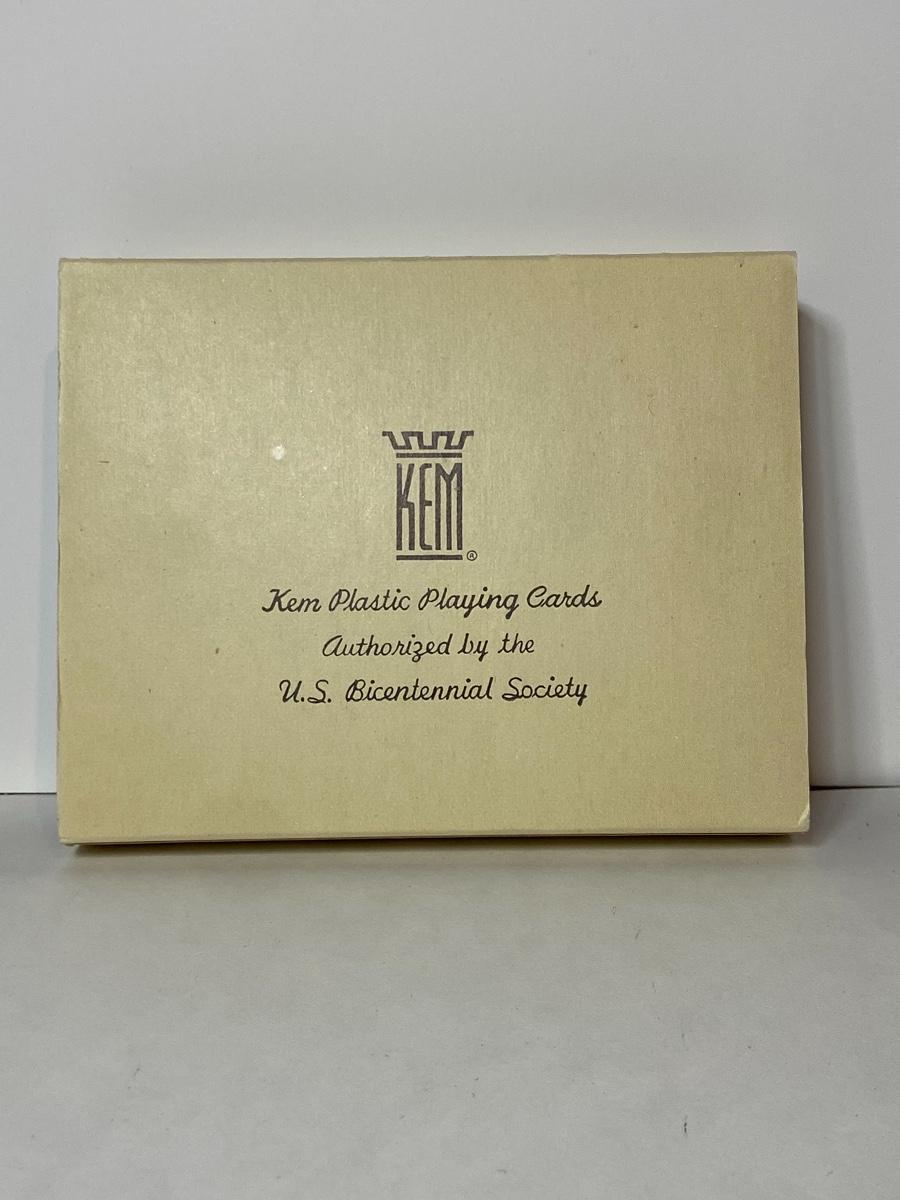 KEM®
Kem Plastic Playing Cards
Authorized by the
U.S. Bicentennial Society